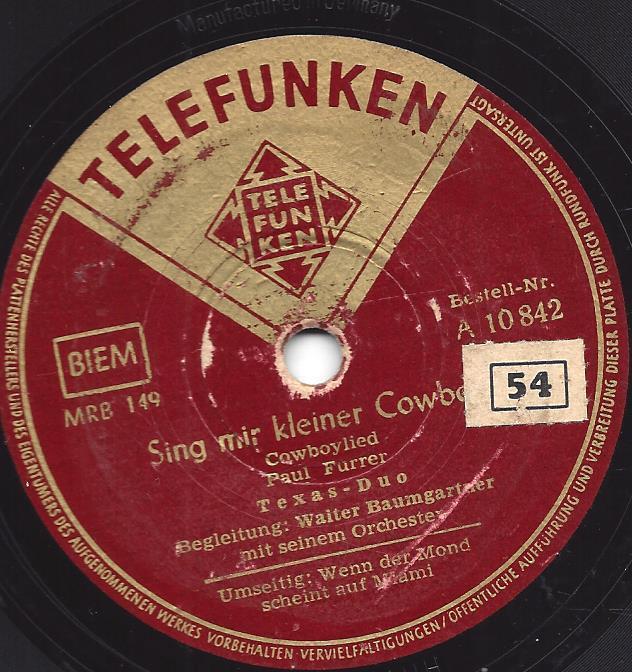 Manufactured in Germany
TELEFUNKEN
TELE
FUN
KEN
Bestell-Nr.
A 10842
BIEM
MRB 149
54
Sing mir kleiner Cowbo
Cowboylied
Paul Furrer
Texas-Duo
Begleitung: Walter Baumgartner
mit seinem Orchester
Umseitig: Wenn der Mond
scheint auf Miami
ALLE RECHTE DES PLATTENHERSTELLERS UND DES EIGENTÜMERS DES AUFGENOMMENEN WERKES VORBEHALTEN · VERVIELFÄLTIGUNGEN / ÖFFENTLICHE AUFFÜHRUNG UND VERBREITUNG DIESER PLATTE DURCH RUNDFUNK IST UNTERSAGT